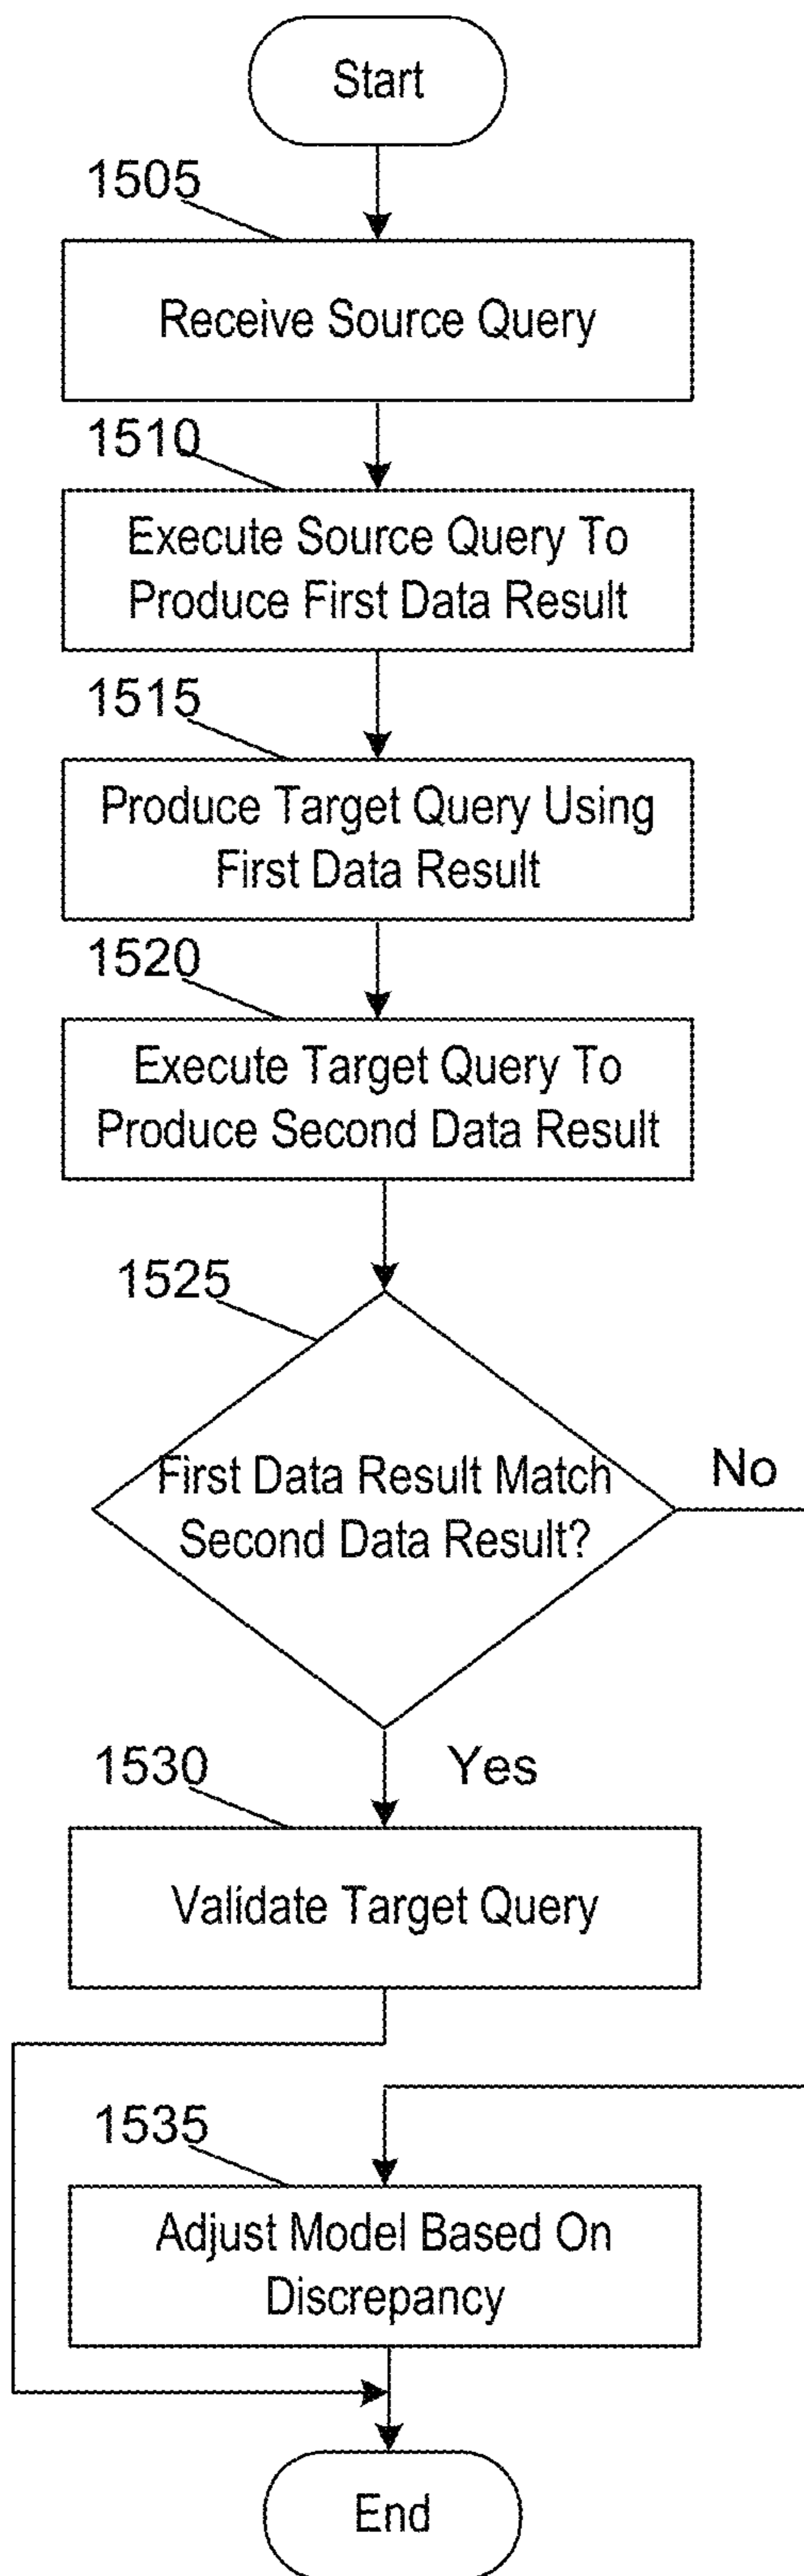 Start
1505
Receive Source Query
1510
Execute Source Query To
Produce First Data Result
1515
Produce Target Query Using
First Data Result
1520
Execute Target Query To
Produce Second Data Result
1525
First Data Result Match
Second Data Result?
No
Yes
1530
Validate Target Query
1535
Adjust Model Based On
Discrepancy
End